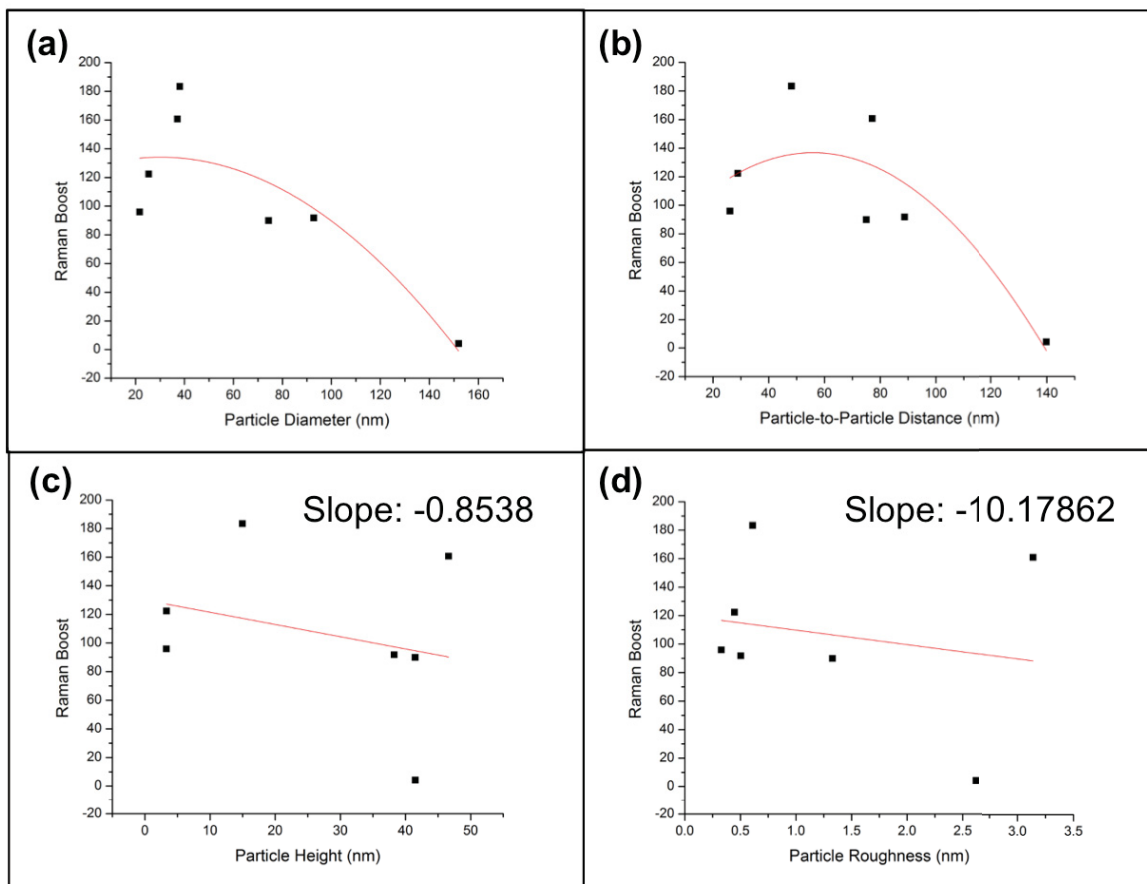 (a)
200
180
160
140
120
100
80
60
40
20
0
-20
Raman Boost
20 40 60 80 100 120 140 160
Particle Diameter (nm)
(b)
200
180
160
140
120
100
80
60
40
20
0
-20
Raman Boost
20 40 60 80 100 120 140
Particle-to-Particle Distance (nm)
(c)
Slope: -0.8538
200
180
160
140
120
100
80
60
40
20
0
-20
Raman Boost
0 10 20 30 40 50
Particle Height (nm)
(d)
Slope: -10.17862
200
180
160
140
120
100
80
60
40
20
0
-20
Raman Boost
0.0 0.5 1.0 1.5 2.0 2.5 3.0 3.5
Particle Roughness (nm)